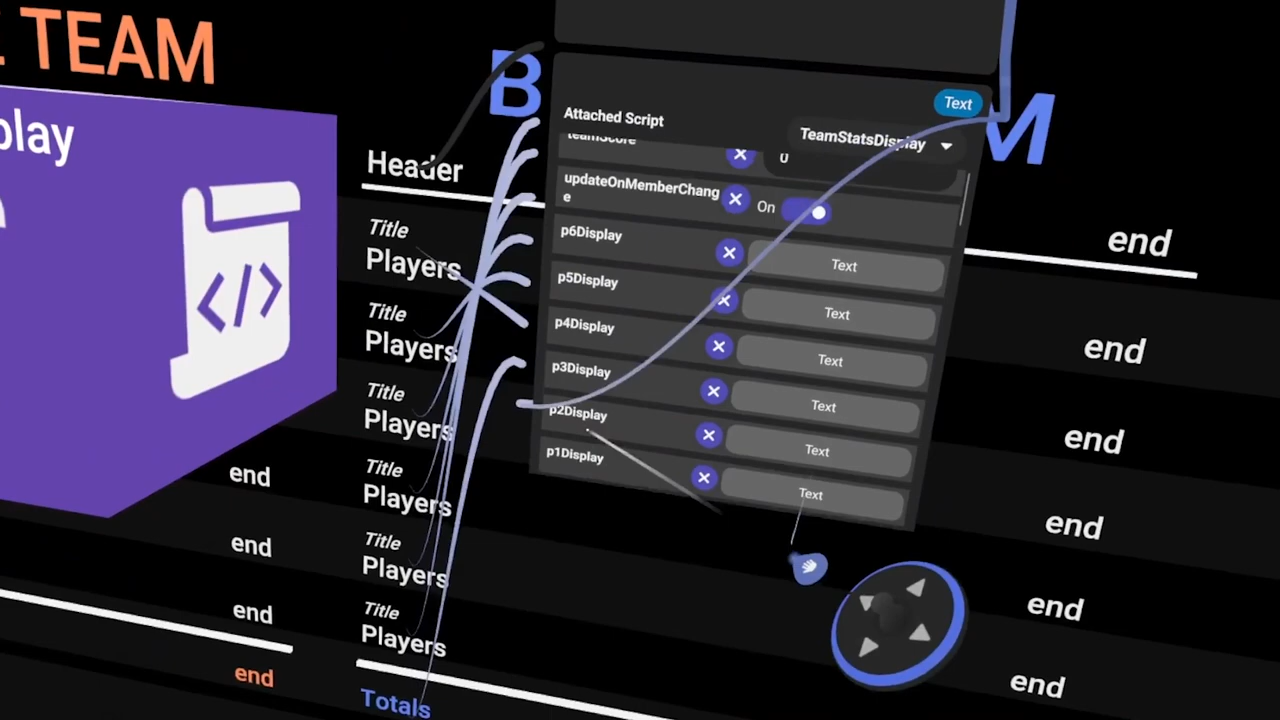 TEAM
play
B
M
Header
Title
Players
Title
Players
Title
Players
Title
Players
Title
Players
Title
Players
Totals
end
end
end
end
Text
Attached Script
TeamStatsDisplay
teamScore
0
updateOnMemberChang
e
On
p6Display
Text
p5Display
Text
p4Display
Text
p3Display
Text
p2Display
Text
p1Display
Text
end
end
end
end
end
end